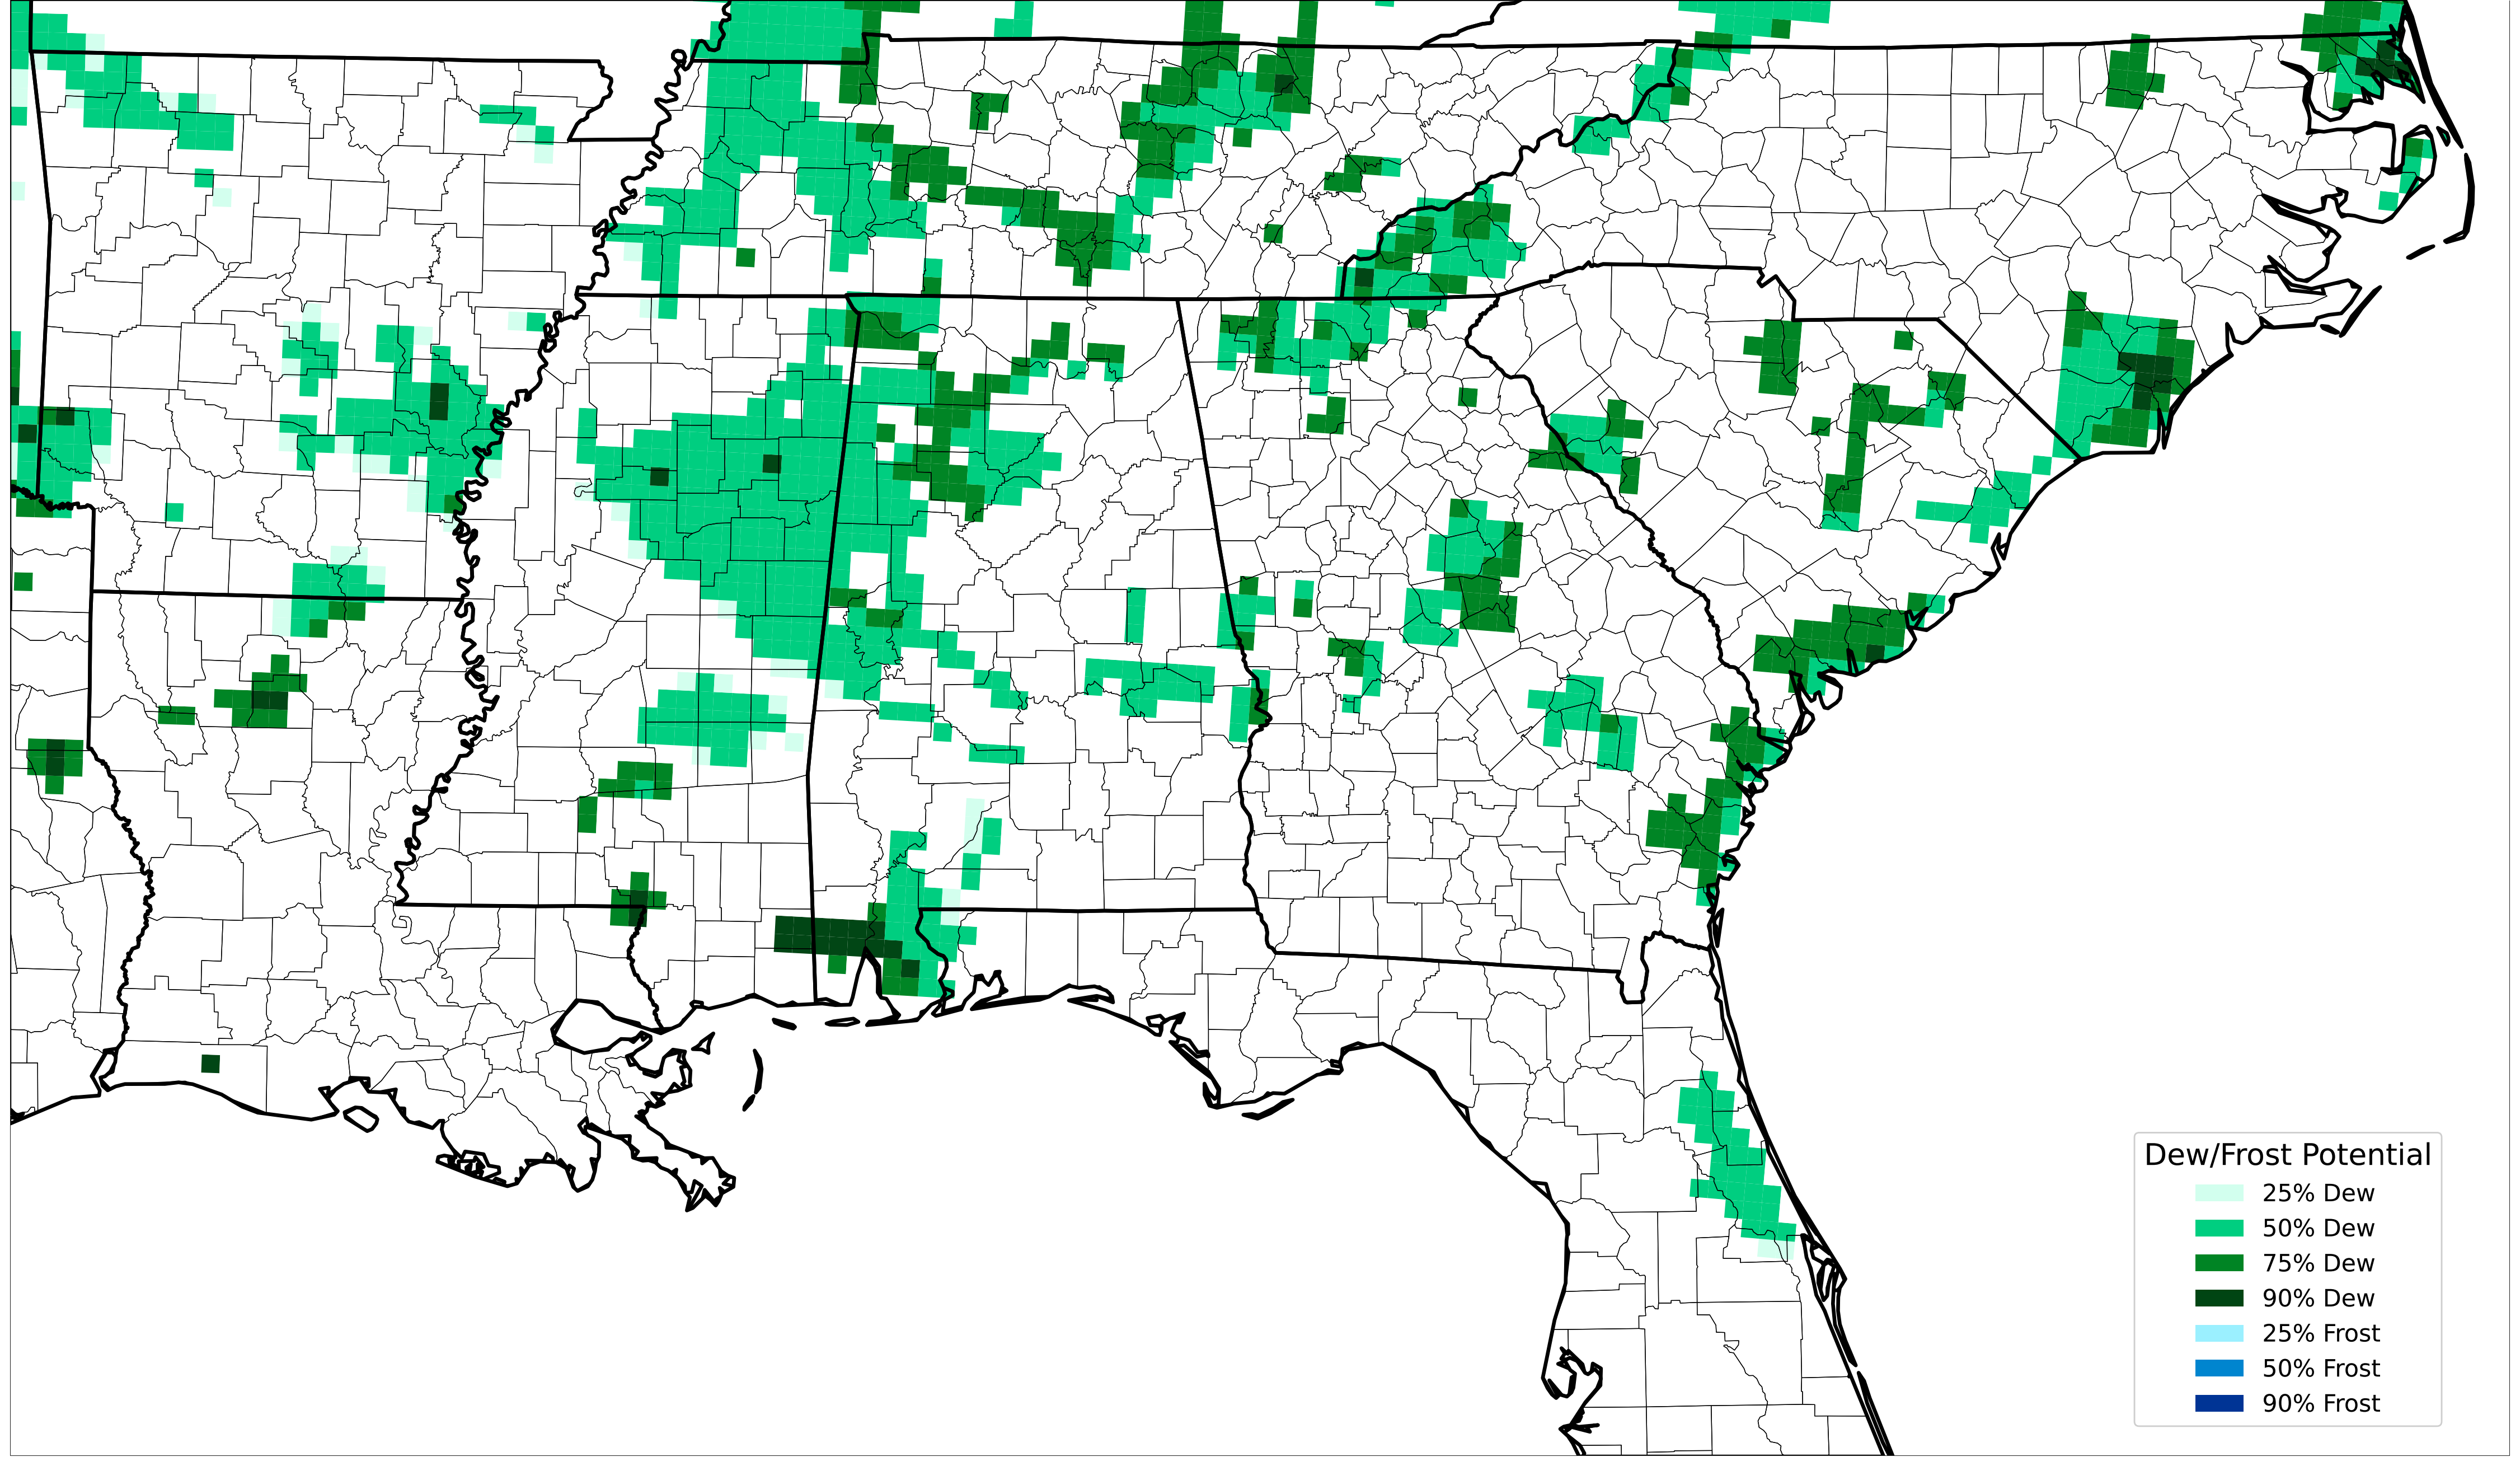 Dew/Frost Potential
25% Dew
50% Dew
75% Dew
90% Dew
25% Frost
50% Frost
90% Frost